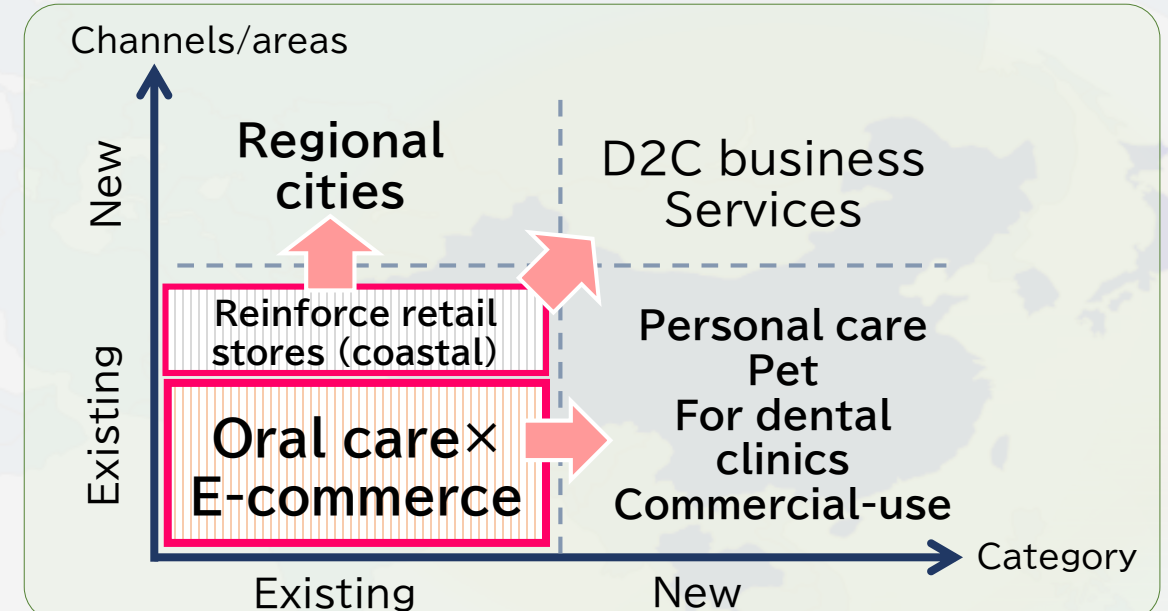 Channels/areas
New
Regional
cities
D2C business
Services
Existing
Reinforce retail
stores (coastal)
Oral care×
E-commerce
Personal care
Pet
For dental
clinics
Commercial-use
Category
Existing
New